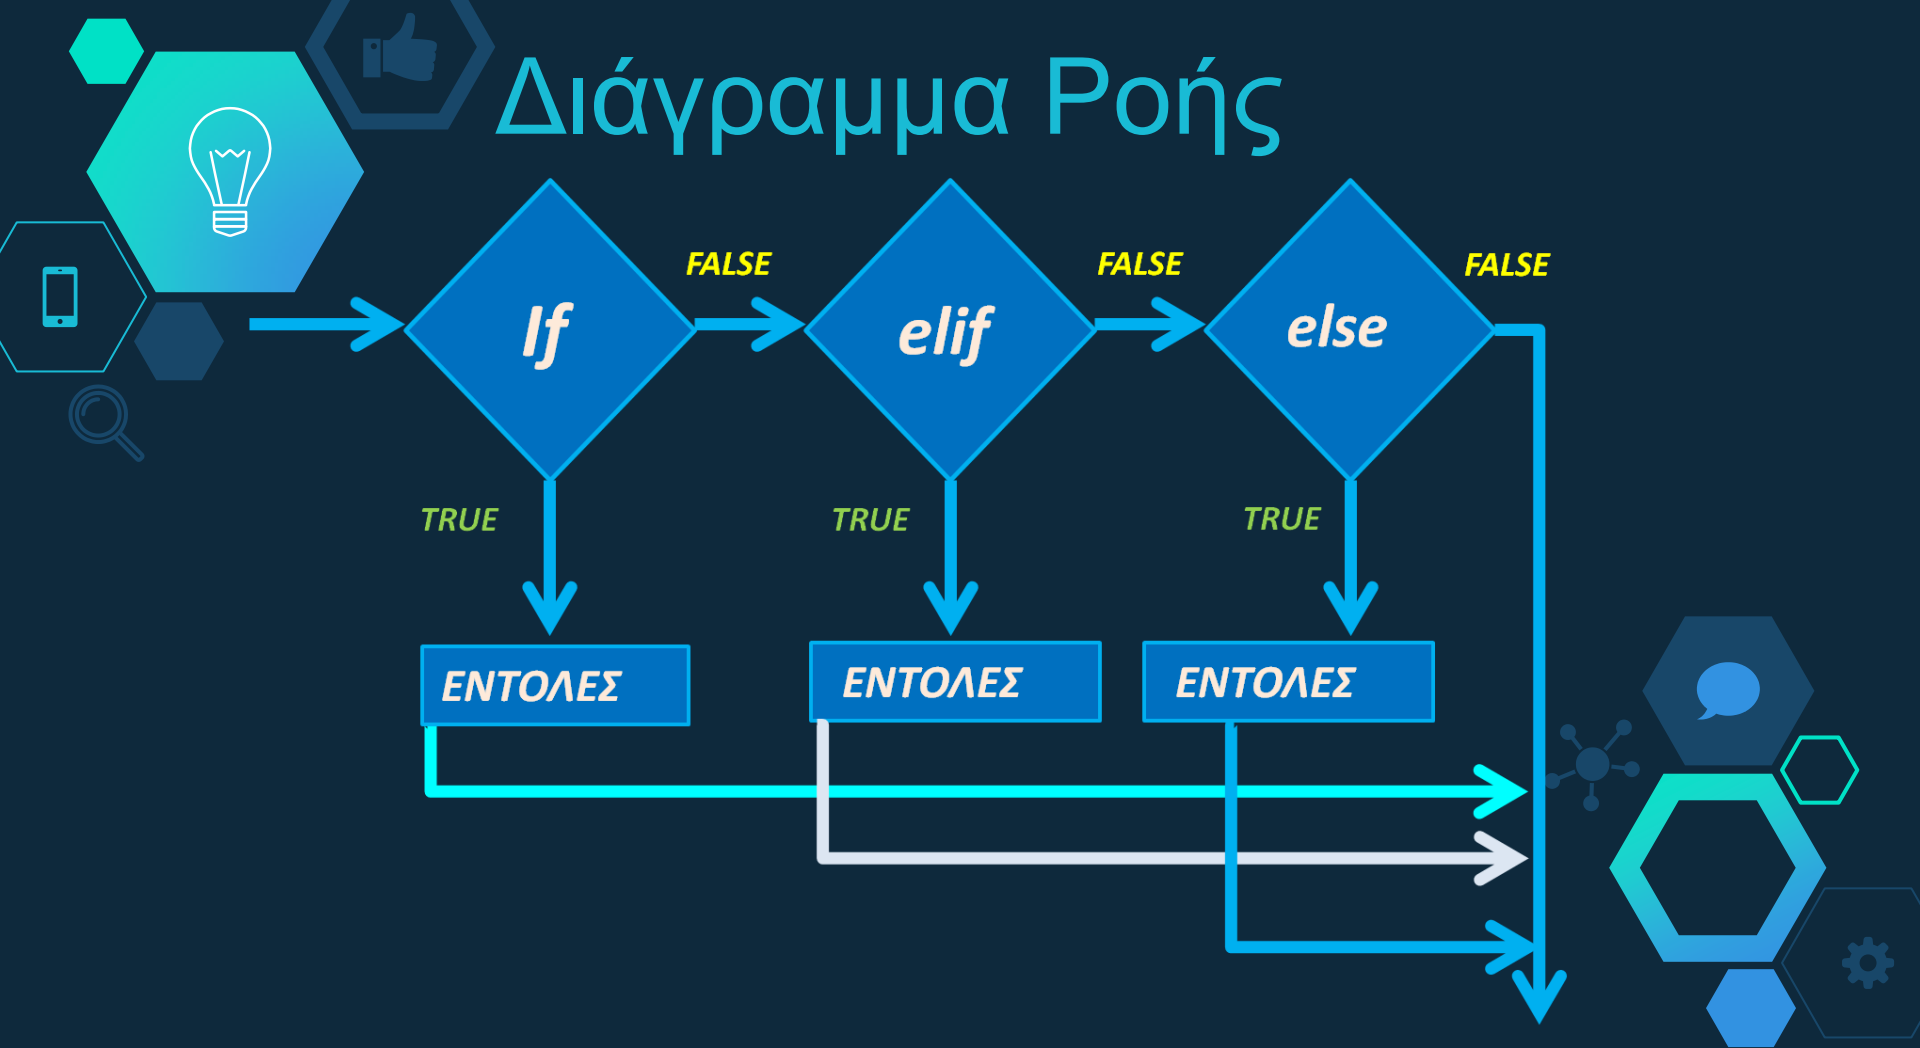 Διάγραμμα Ροής
If
FALSE
elif
FALSE
else
FALSE
TRUE
TRUE
TRUE
ΕΝΤΟΛΕΣ
ΕΝΤΟΛΕΣ
ΕΝΤΟΛΕΣ